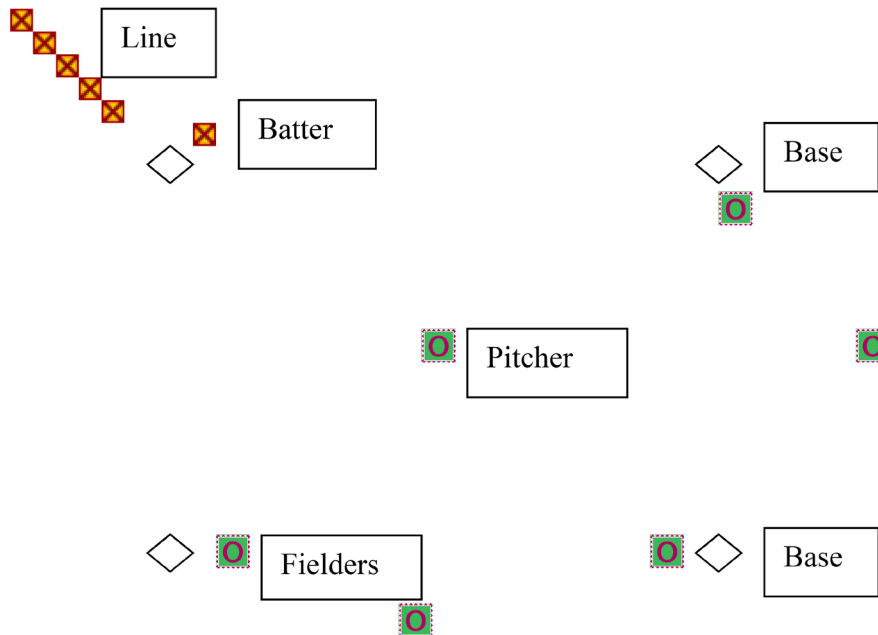 Line
Batter
Base
O
O
Pitcher
O
O
Fielders
O
Base
O